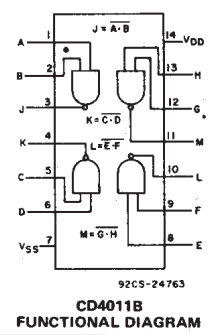 J = A·B
A 1
B 2
J 3
K 4
C 5
D 6
VSS 7
14 VDD
13 H
12 G
11 M
10 L
9 F
8 E
K = C·D
L = E·F
M = G·H
92CS-24763
CD4011B
FUNCTIONAL DIAGRAM